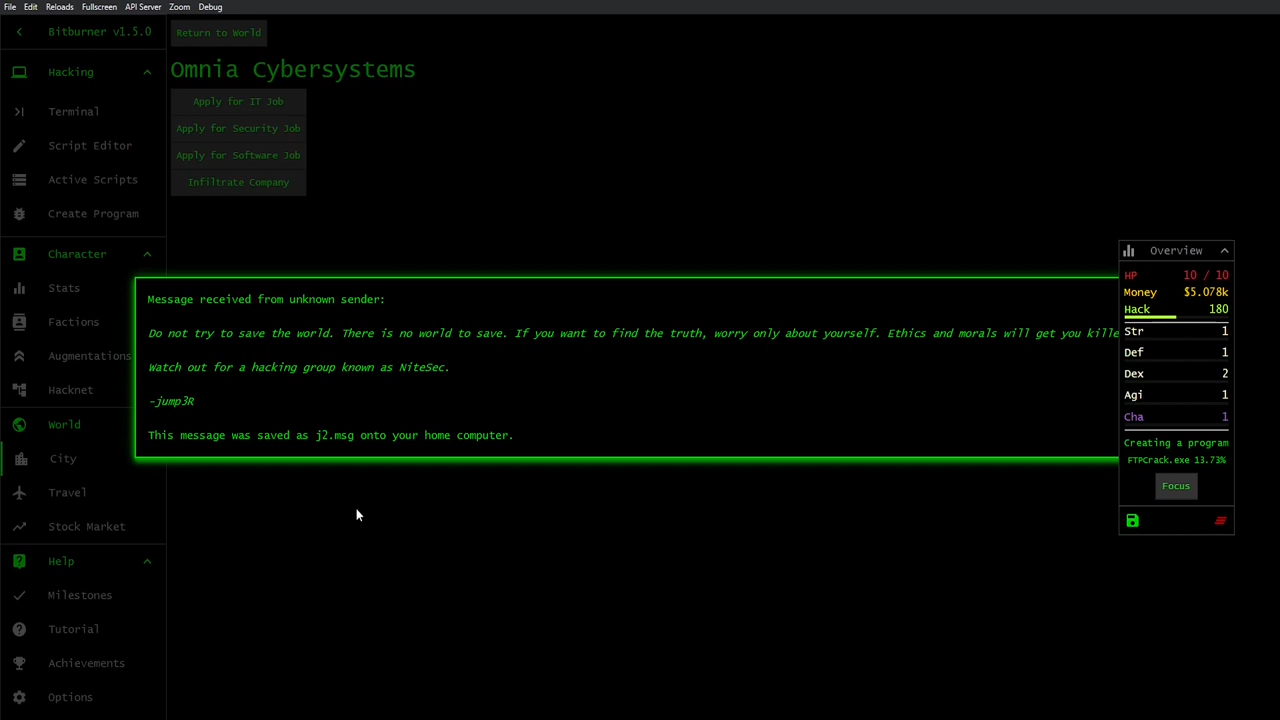 File Edit Reloads Fullscreen API Server Zoom Debug
Bitburner v1.5.0
Hacking
Terminal
Script Editor
Active Scripts
Create Program
Character
Stats
Factions
Augmentations
Hacknet
World
City
Travel
Stock Market
Help
Milestones
Tutorial
Achievements
Options
Return to World
Omnia Cybersystems
Apply for IT Job
Apply for Security Job
Apply for Software Job
Infiltrate Company
Message received from unknown sender:
Do not try to save the world. There is no world to save. If you want to find the truth, worry only about yourself. Ethics and morals will get you kille
Watch out for a hacking group known as NiteSec.
-jump3R
This message was saved as j2.msg onto your home computer.
Overview
HP 10 / 10
Money $5.078k
Hack 180
Str 1
Def 1
Dex 2
Agi 1
Cha 1
Creating a program
FTPCrack.exe 13.73%
Focus